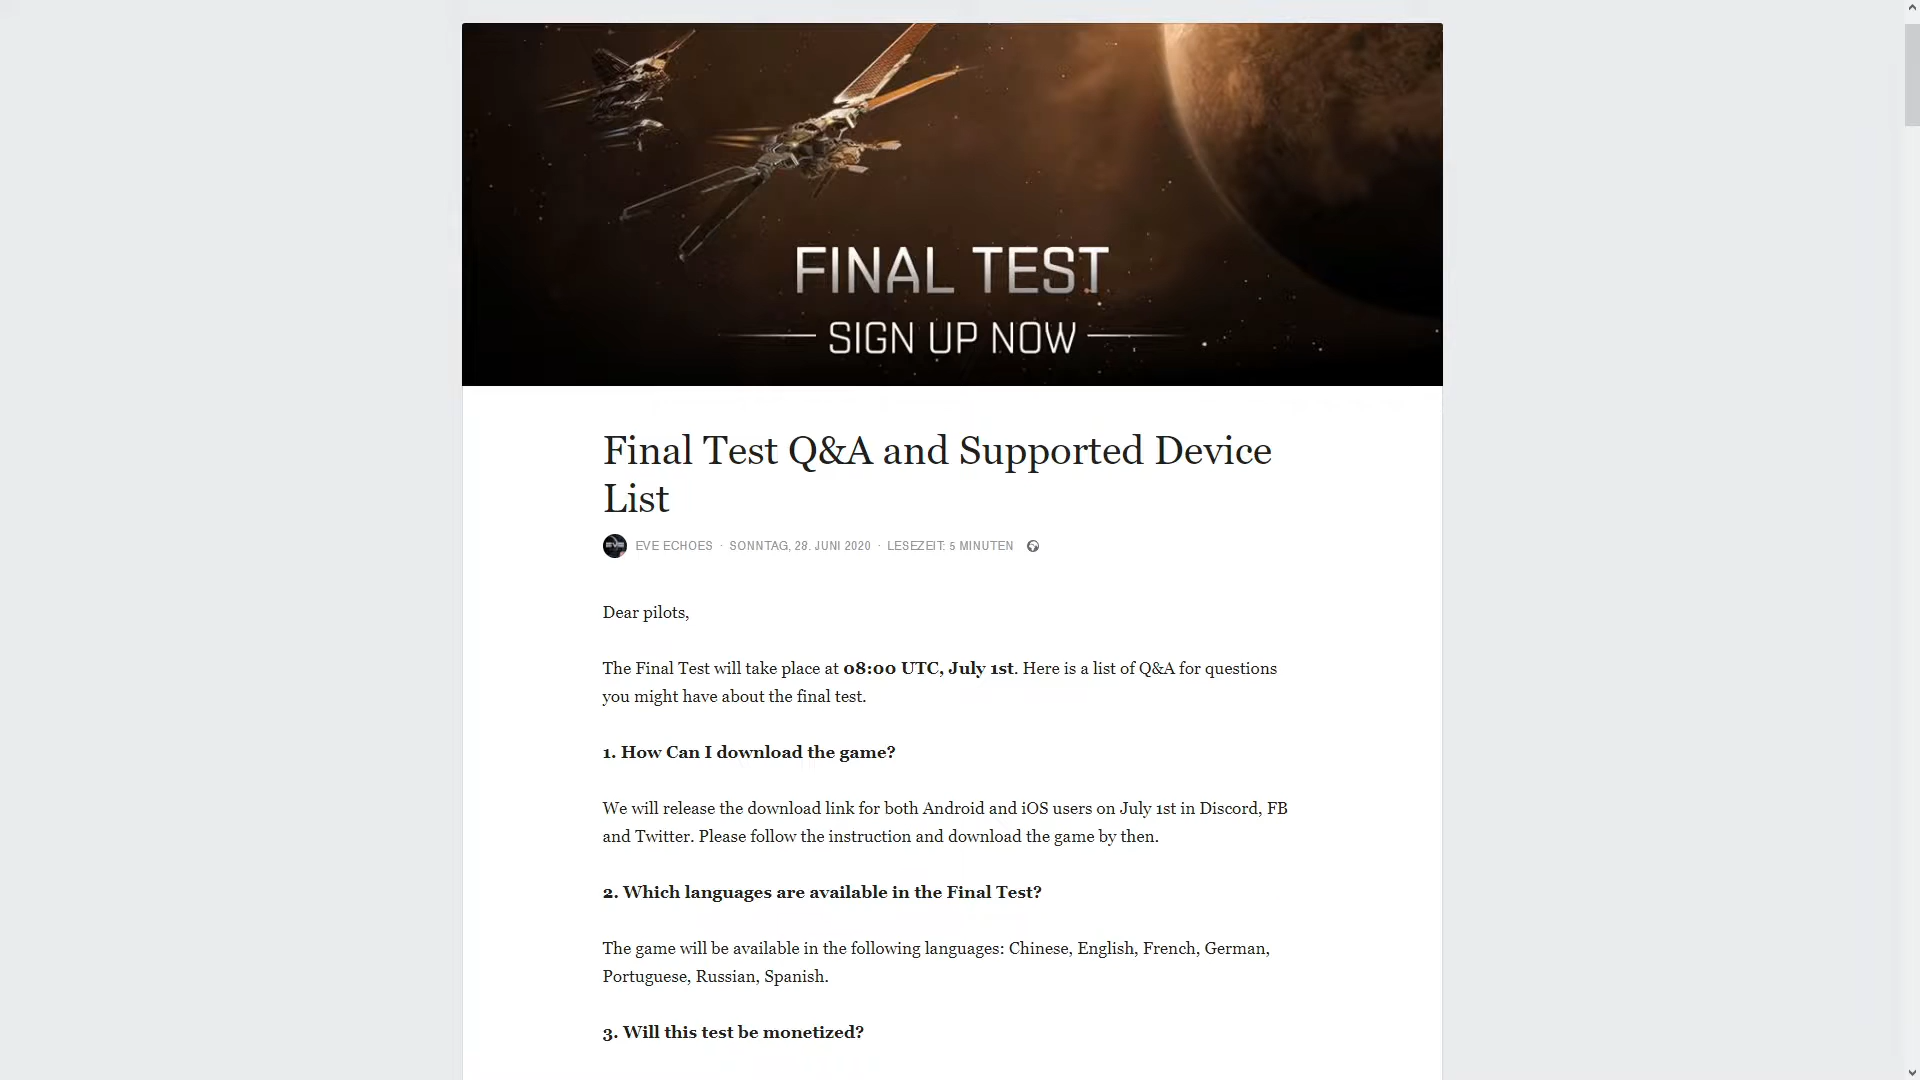 FINAL TEST
SIGN UP NOW
Final Test Q&A and Supported Device
List
EVE ECHOES · SONNTAG, 28. JUNI 2020 · LESEZEIT: 5 MINUTEN
Dear pilots,
The Final Test will take place at 08:00 UTC, July 1st. Here is a list of Q&A for questions
you might have about the final test.
1. How Can I download the game?
We will release the download link for both Android and iOS users on July 1st in Discord, FB
and Twitter. Please follow the instruction and download the game by then.
2. Which languages are available in the Final Test?
The game will be available in the following languages: Chinese, English, French, German,
Portuguese, Russian, Spanish.
3. Will this test be monetized?